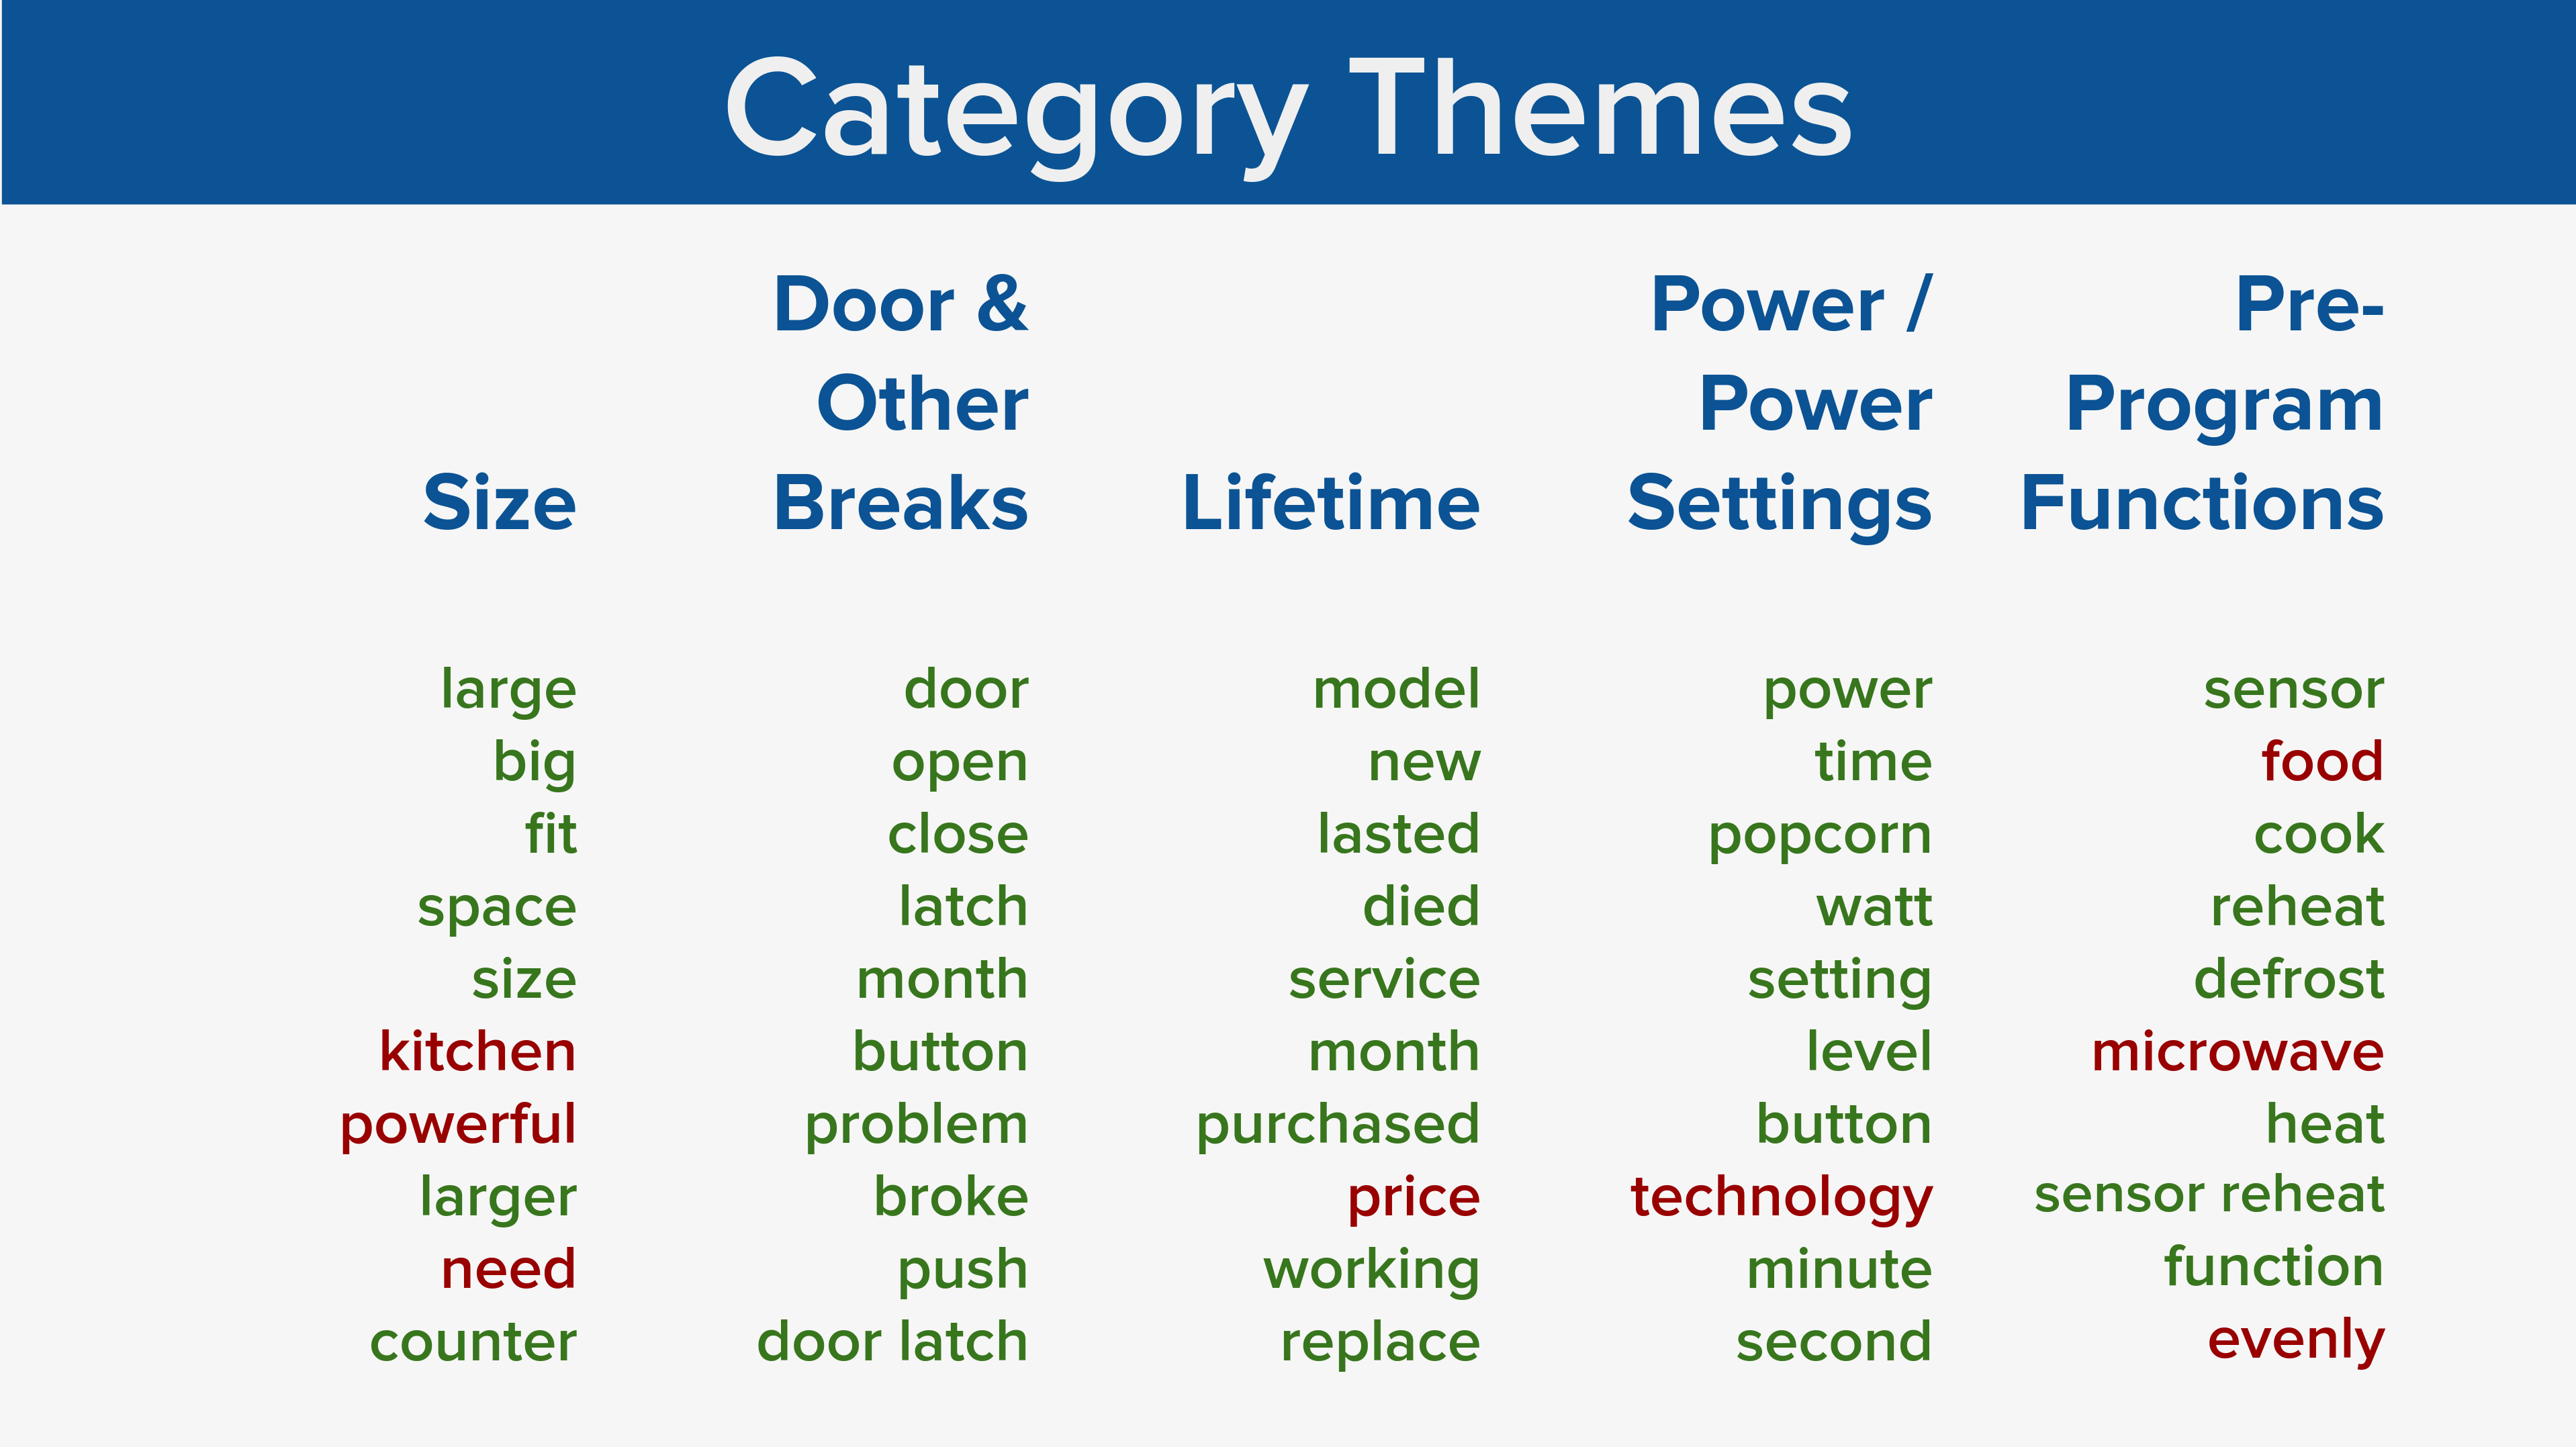 Category Themes
Door & Other Breaks
Power / Power Settings
Pre-Program Functions
Size
Lifetime
large door model power sensor
big open new time food
fit close lasted popcorn cook
space latch died watt reheat
size month service setting defrost
kitchen button month level microwave
powerful problem purchased button heat
larger broke price technology sensor reheat
need push working minute function
counter door latch replace second evenly